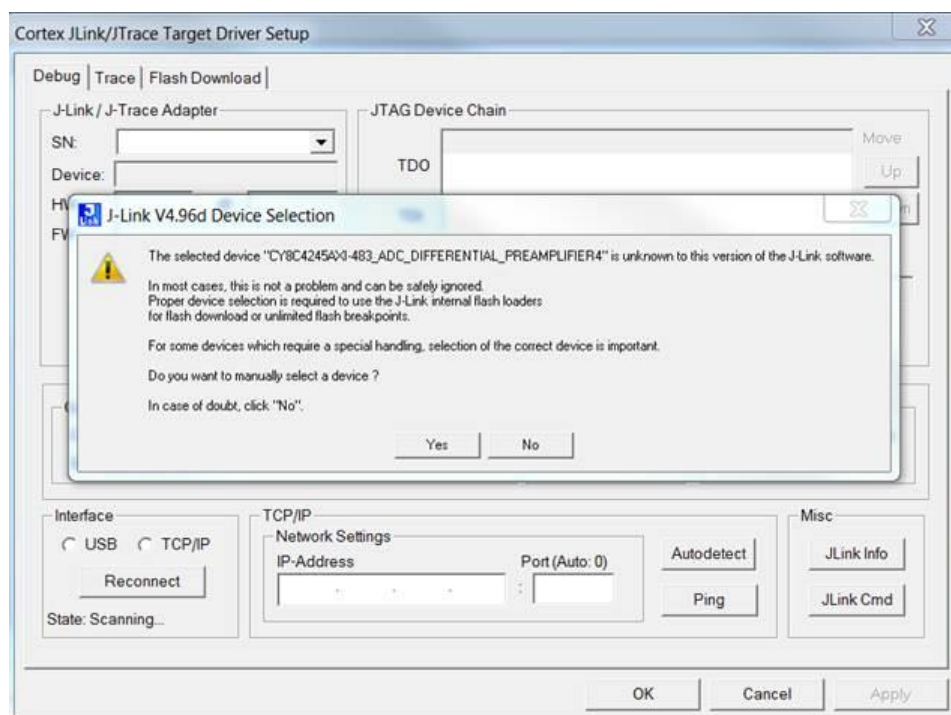 Cortex JLink/JTrace Target Driver Setup
Debug
Trace
Flash Download
J-Link / J-Trace Adapter
JTAG Device Chain
SN:
Move
Device:
TDO
Up
J-Link V4.96d Device Selection
The selected device "CY8C4245AXI-483_ADC_DIFFERENTIAL_PREAMPLIFIER4" is unknown to this version of the J-Link software.
In most cases, this is not a problem and can be safely ignored.
Proper device selection is required to use the J-Link internal flash loaders
for flash download or unlimited flash breakpoints.
For some devices which require a special handling, selection of the correct device is important.
Do you want to manually select a device ?
In case of doubt, click "No".
Yes
No
Interface
TCP/IP
Misc
USB
TCP/IP
Network Settings
IP-Address
Port (Auto: 0)
Autodetect
JLink Info
Reconnect
:
Ping
JLink Cmd
State: Scanning...
OK
Cancel
Apply